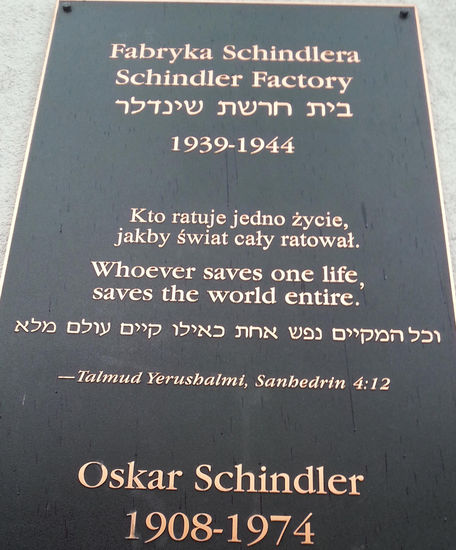 Fabryka Schindlera
Schindler Factory
בית חרשת שינדלר
1939-1944
Kto ratuje jedno życie,
jakby świat cały ratował.
Whoever saves one life,
saves the world entire.
וכל המקיים נפש אחת כאילו קיים עולם מלא
—Talmud Yerushalmi, Sanhedrin 4:12
Oskar Schindler
1908-1974